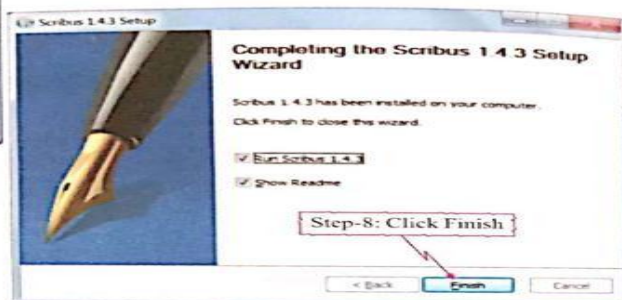 Scribus 1.4.3 Setup
Completing the Scribus 1.4.3 Setup
Wizard
Scribus 1.4.3 has been installed on your computer.
Click Finish to close this wizard.
Run Scribus 1.4.3
Show Readme
Step-8: Click Finish
< Back
Finish
Cancel